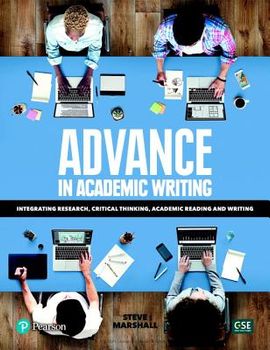 ADVANCE
IN ACADEMIC WRITING
INTEGRATING RESEARCH, CRITICAL THINKING, ACADEMIC READING AND WRITING
STEVE
MARSHALL
Pearson
GSE